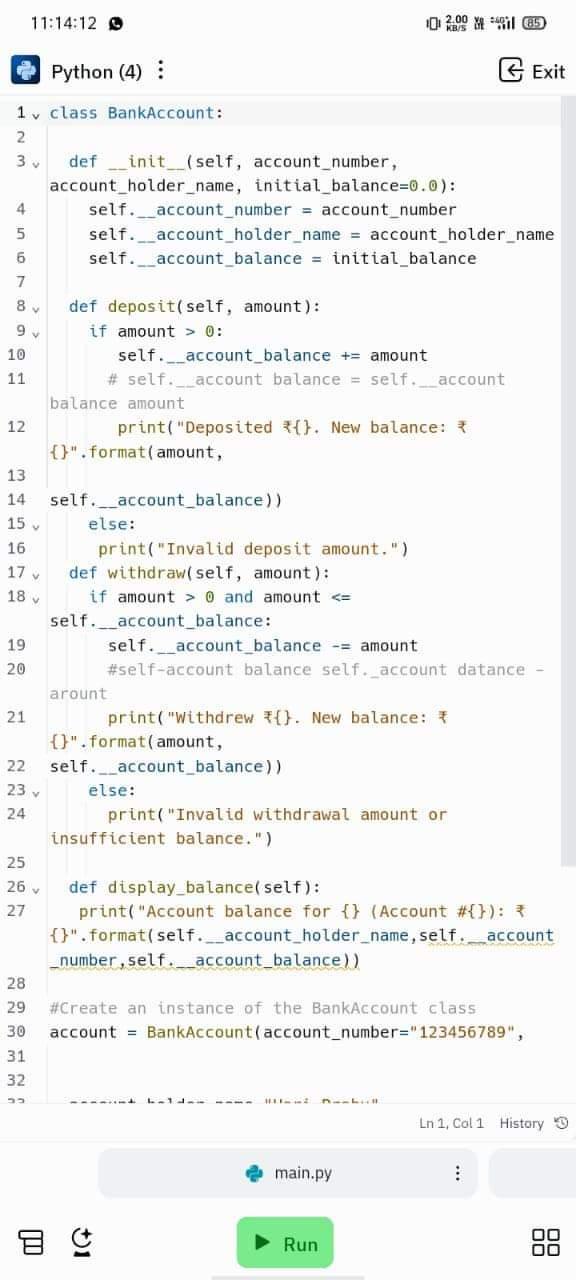 11:14:12 2.00 KB/S Vo LTE 4G+ 85
Python (4) Exit
1 class BankAccount:
2
3 def __init__(self, account_number,
account_holder_name, initial_balance=0.0):
4 self.__account_number = account_number
5 self.__account_holder_name = account_holder_name
6 self.__account_balance = initial_balance
7
8 def deposit(self, amount):
9 if amount > 0:
10 self.__account_balance += amount
11 # self.__account balance = self.__account
balance amount
12 print("Deposited ₹{}. New balance: ₹
{}".format(amount,
13
14 self.__account_balance))
15 else:
16 print("Invalid deposit amount.")
17 def withdraw(self, amount):
18 if amount > 0 and amount <=
self.__account_balance:
19 self.__account_balance -= amount
20 #self-account balance self._account datance -
arount
21 print("Withdrew ₹{}. New balance: ₹
{}".format(amount,
22 self.__account_balance))
23 else:
24 print("Invalid withdrawal amount or
insufficient balance.")
25
26 def display_balance(self):
27 print("Account balance for {} (Account #{}): ₹
{}".format(self.__account_holder_name,self.__account
_number,self.__account_balance))
28
29 #Create an instance of the BankAccount class
30 account = BankAccount(account_number="123456789",
31
32
Ln 1, Col 1 History
main.py
Run